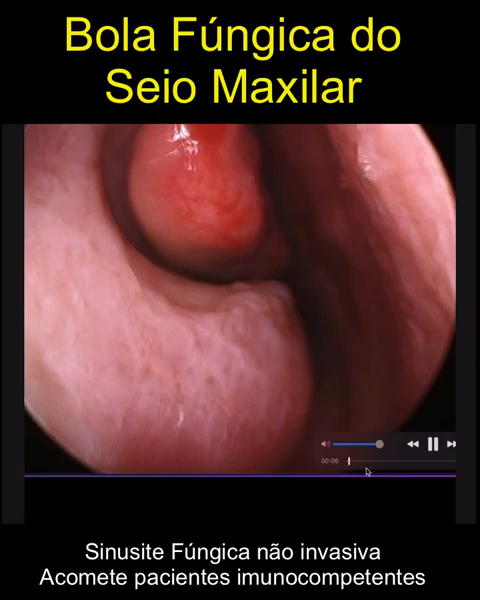 Bola Fúngica do
Seio Maxilar
00:06
Sinusite Fúngica não invasiva
Acomete pacientes imunocompetentes